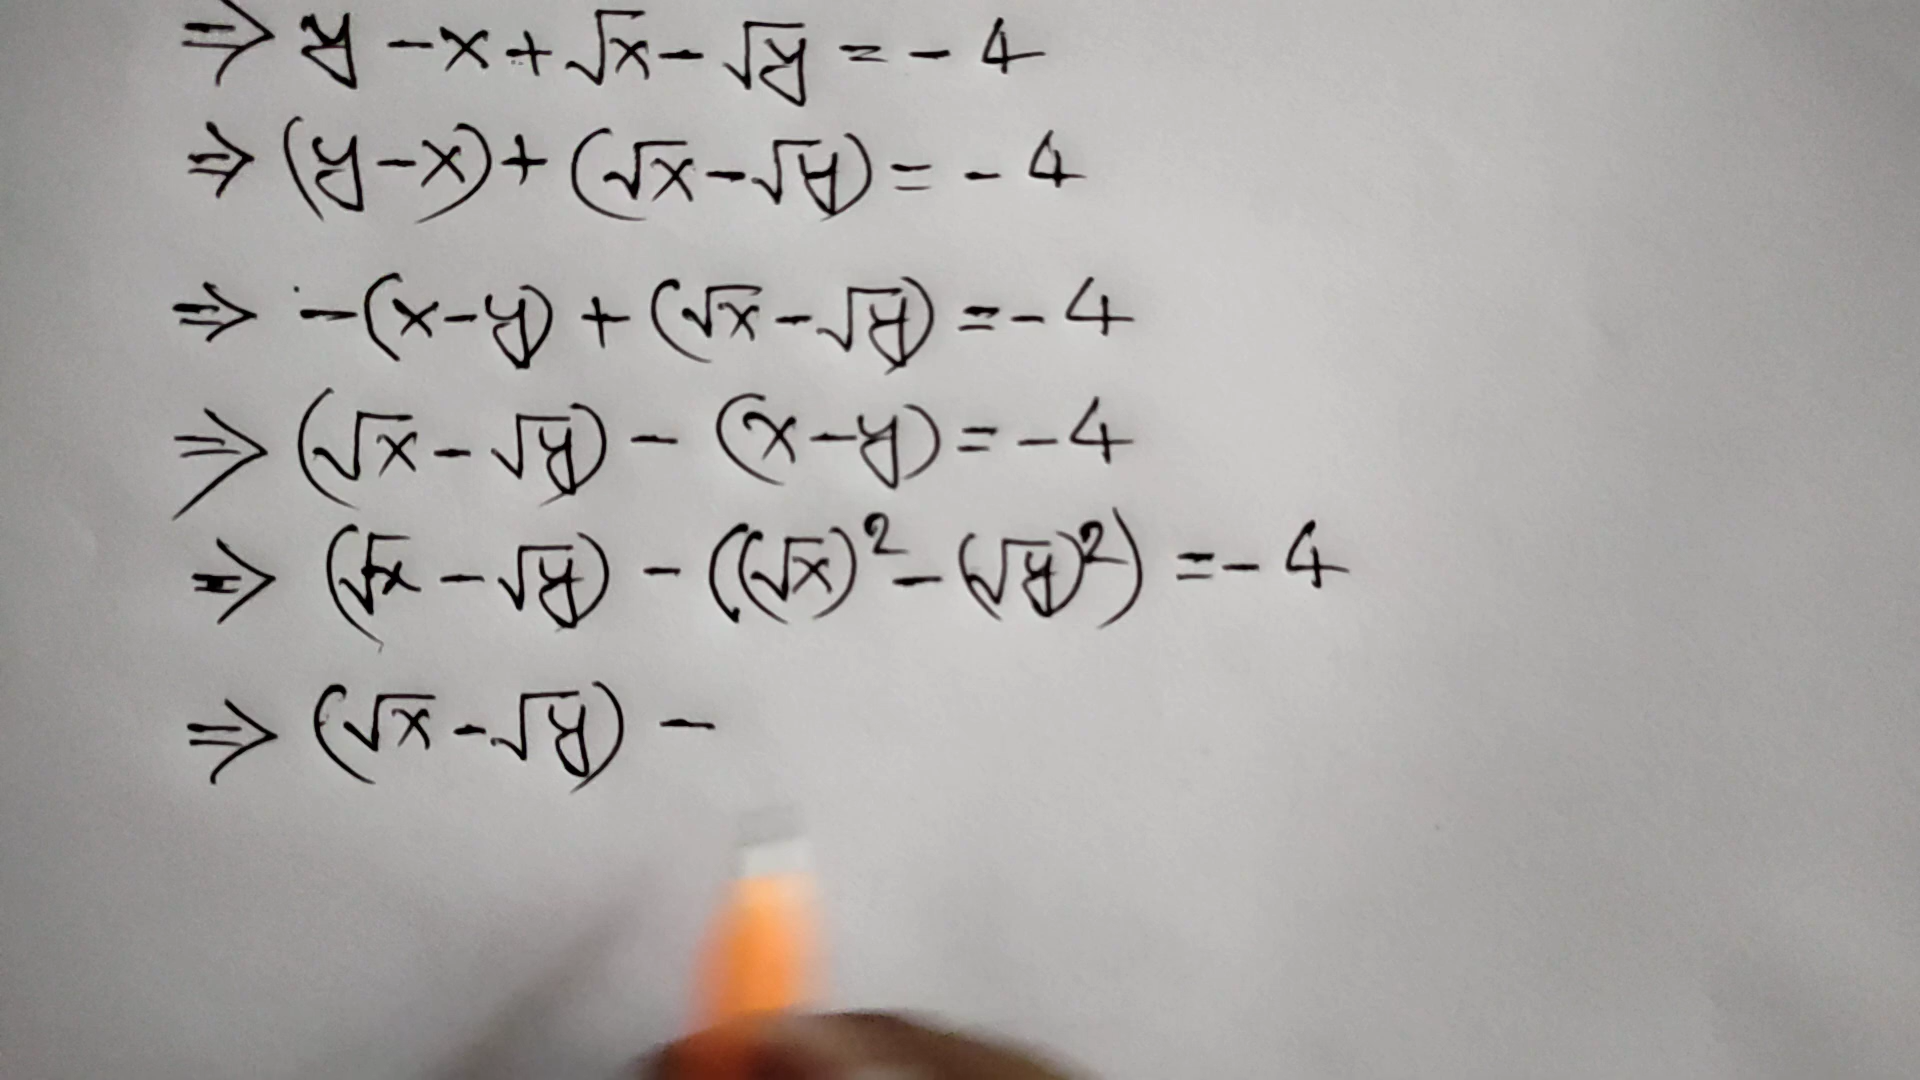 ⇒ y - x + √x - √y = - 4
⇒ (y - x) + (√x - √y) = - 4
⇒ - (x - y) + (√x - √y) = - 4
⇒ (√x - √y) - (x - y) = - 4
⇒ (√x - √y) - ((√x)² - (√y)²) = - 4
⇒ (√x - √y) -